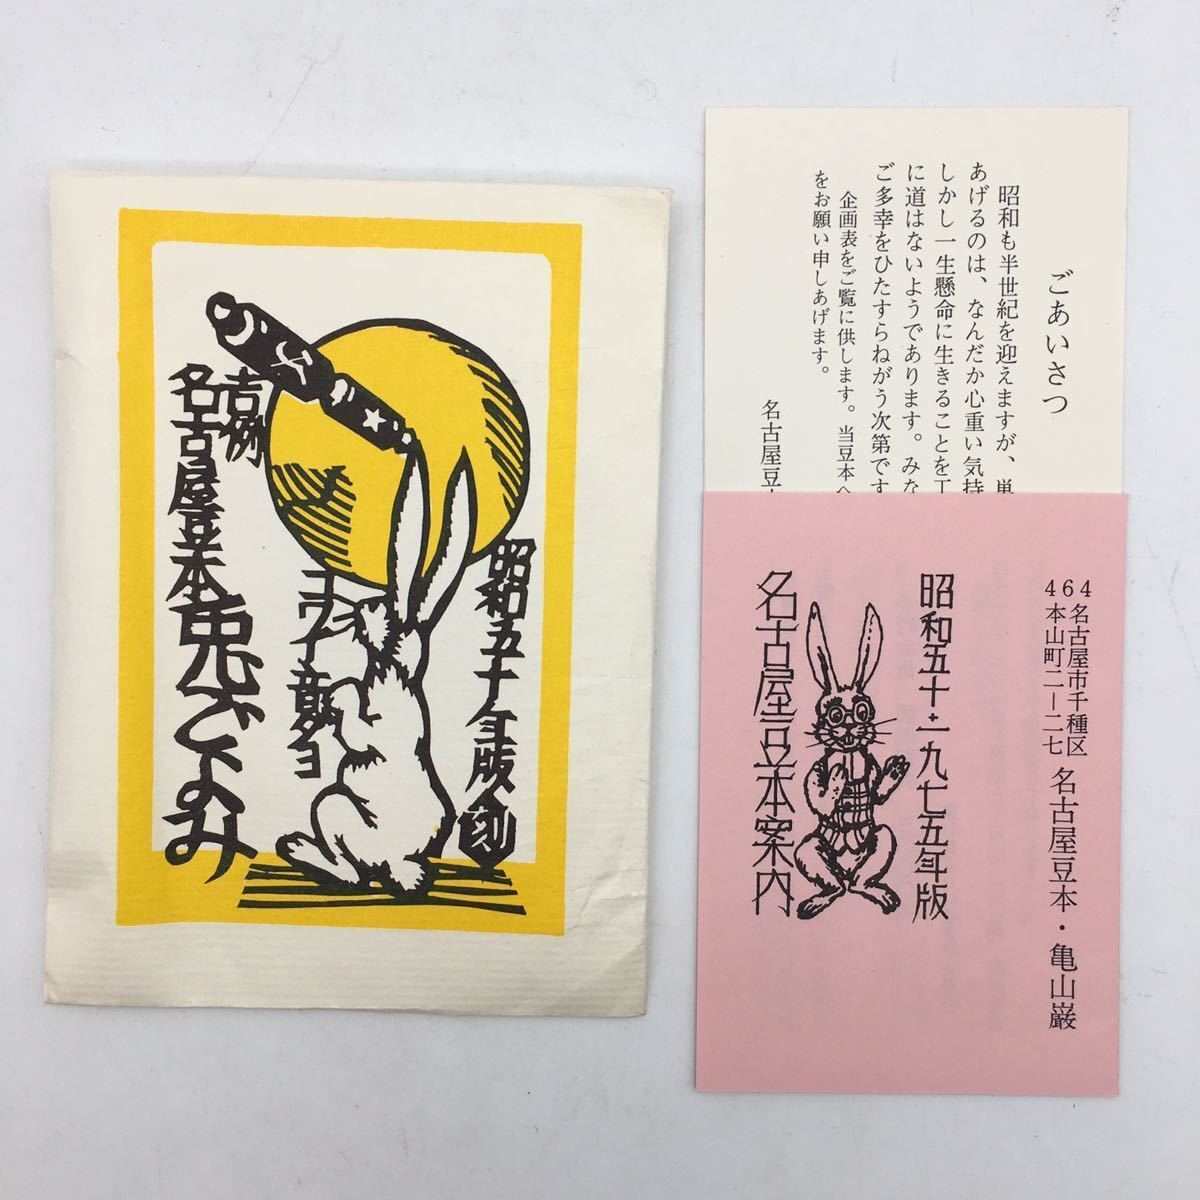 昭和五十年版刻
吉例
名古屋豆本兎ごよみ
ごあいさつ
昭和も半世紀を迎えますが、単
あげるのは、なんだか心重い気持
しかし一生懸命に生きることを
に道はないようであります。みな
ご多幸をひたすらねがう次第です
企画表をご覧に供します。当豆本へ
をお願い申しあげます。
名古屋豆本
464 名古屋市千種区
本山町二－二七
名古屋豆本・亀山巌
昭和五十・一九七五年版
名古屋豆本案内